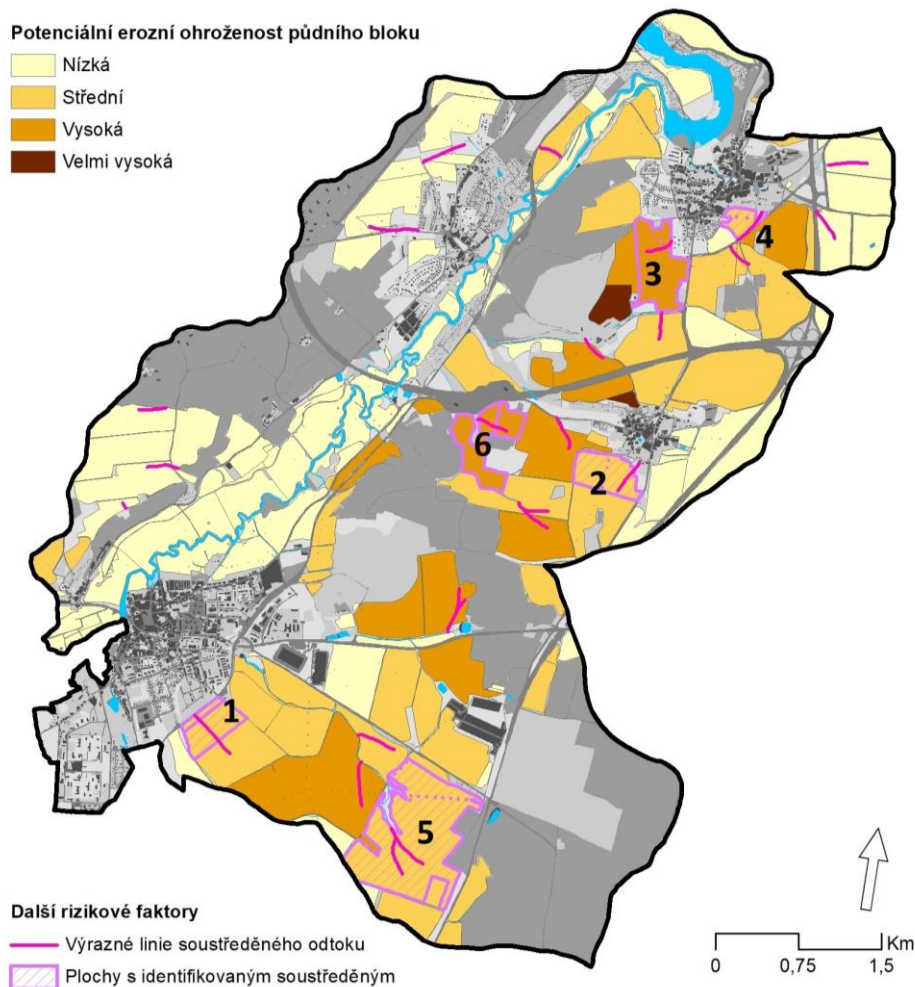 Potenciální erozní ohroženost půdního bloku
Nízká
Střední
Vysoká
Velmi vysoká
4
3
6
2
1
5
Další rizikové faktory
Výrazné linie soustředěného odtoku
Plochy s identifikovaným soustředěným
Km
0 0,75 1,5